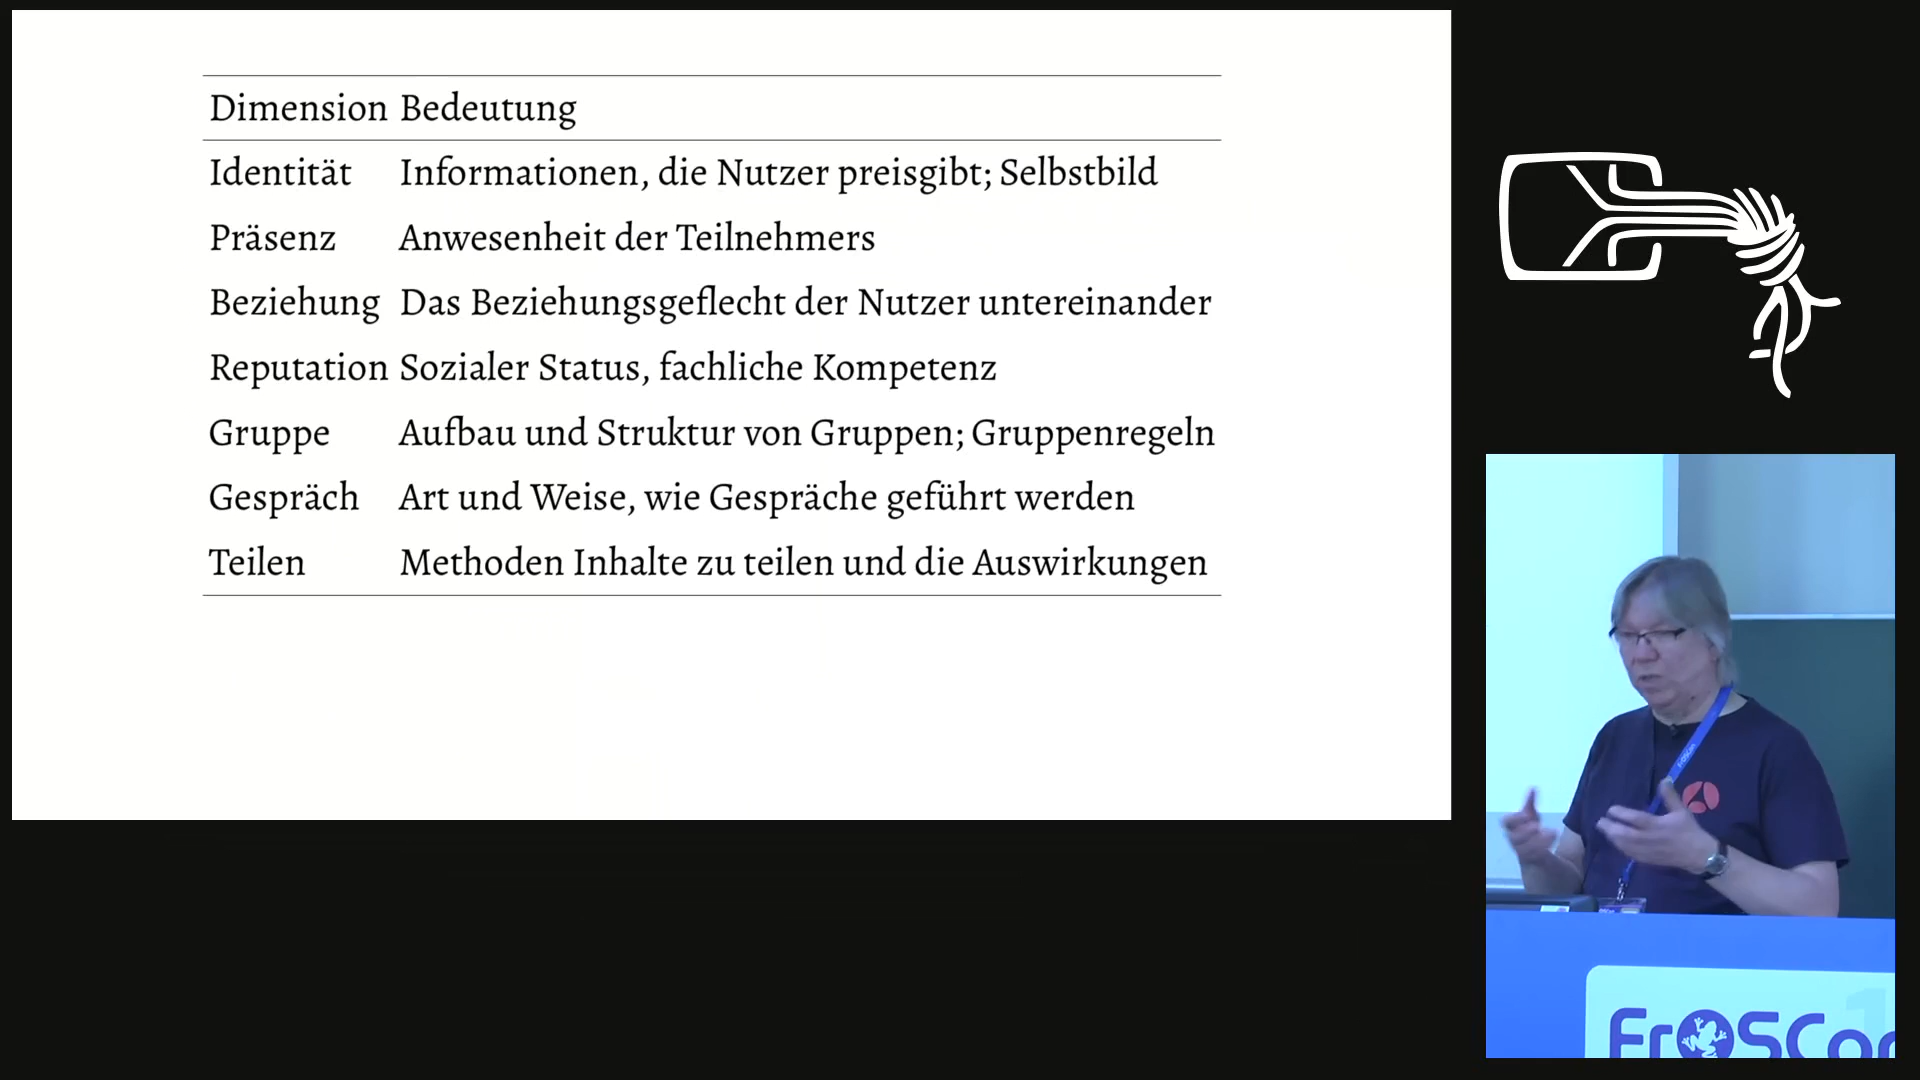 Dimension Bedeutung
Identität Informationen, die Nutzer preisgibt; Selbstbild
Präsenz Anwesenheit der Teilnehmers
Beziehung Das Beziehungsgeflecht der Nutzer untereinander
Reputation Sozialer Status, fachliche Kompetenz
Gruppe Aufbau und Struktur von Gruppen; Gruppenregeln
Gespräch Art und Weise, wie Gespräche geführt werden
Teilen Methoden Inhalte zu teilen und die Auswirkungen
FrOSCon
FrOSCon